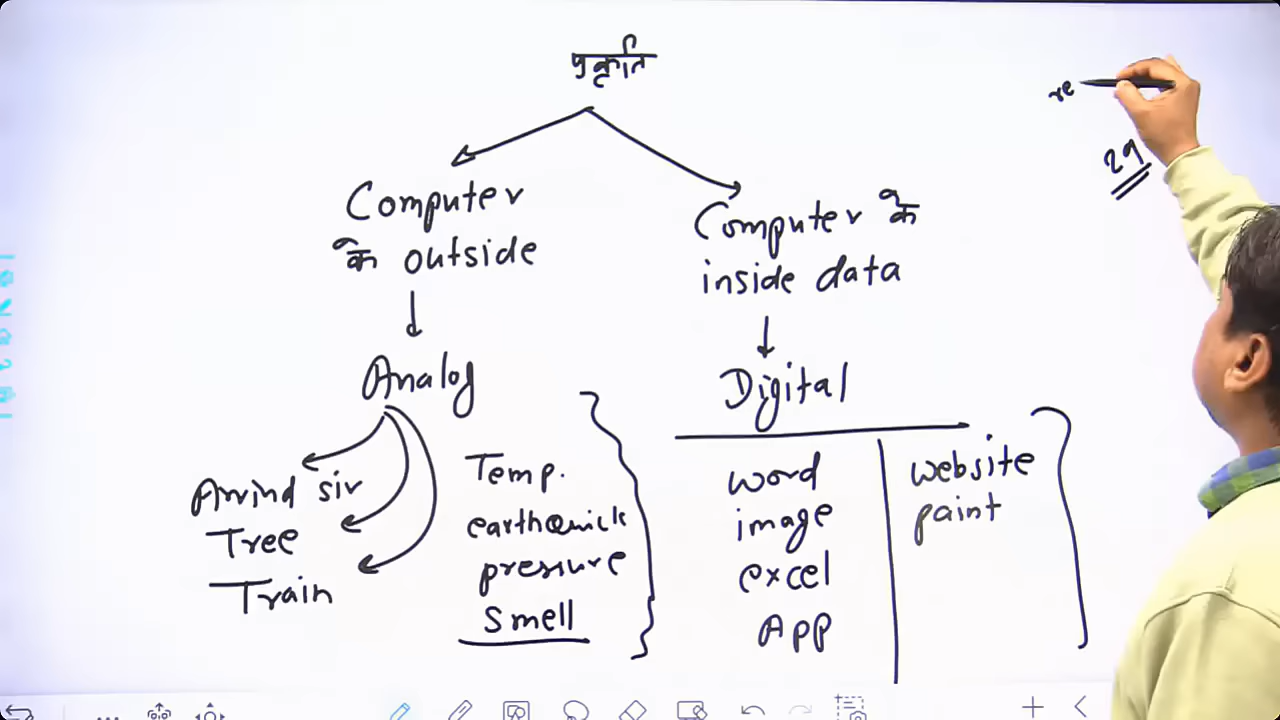 प्रकृति
Computer
के outside
Analog
Arvind sir
Tree
Train
Temp.
earthquick
pressure
Smell
Computer के
inside data
Digital
word
image
excel
App
website
paint
re
29